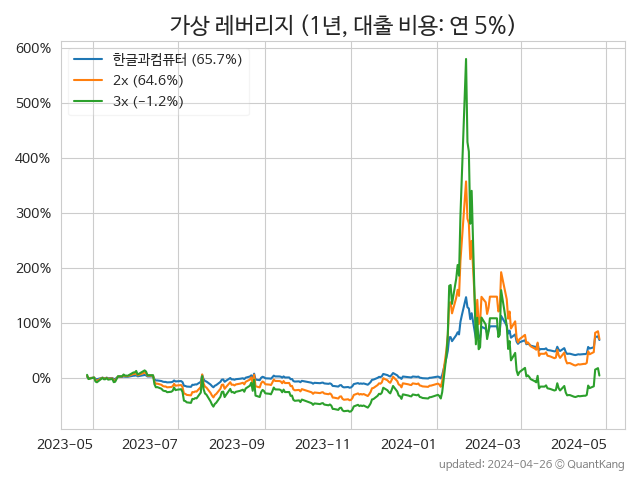 가상 레버리지 (1년, 대출 비용: 연 5%)
600%
500%
400%
300%
200%
100%
0%
한글과컴퓨터 (65.7%)
2x (64.6%)
3x (-1.2%)
2023-05 2023-07 2023-09 2023-11 2024-01 2024-03 2024-05
updated: 2024-04-26 © QuantKang